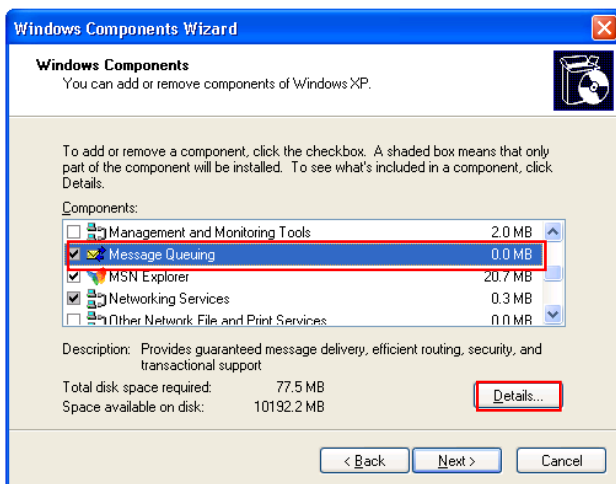 Windows Components Wizard
Windows Components
You can add or remove components of Windows XP.
To add or remove a component, click the checkbox. A shaded box means that only
part of the component will be installed. To see what's included in a component, click
Details.
Components:
Management and Monitoring Tools 2.0 MB
Message Queuing 0.0 MB
MSN Explorer 20.7 MB
Networking Services 0.3 MB
Other Network File and Print Services 0.0 MB
Description: Provides guaranteed message delivery, efficient routing, security, and
transactional support
Total disk space required: 77.5 MB
Space available on disk: 10192.2 MB
Details...
< Back Next > Cancel